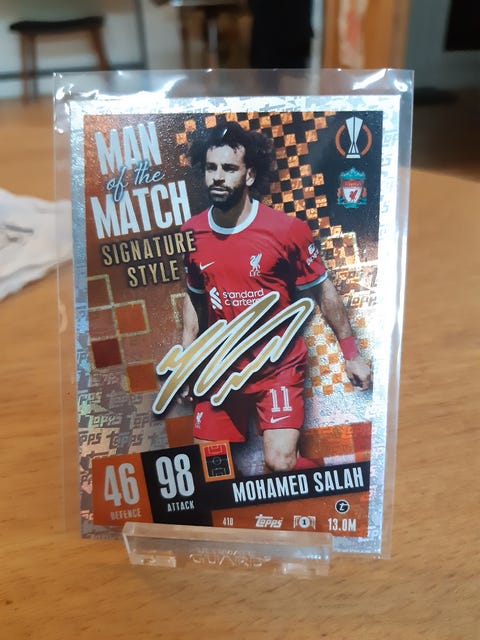 MAN
of the
MATCH
SIGNATURE
STYLE
standard
chartered
11
46
DEFENCE
98
ATTACK
MOHAMED SALAH
410
topps
1
13.0M